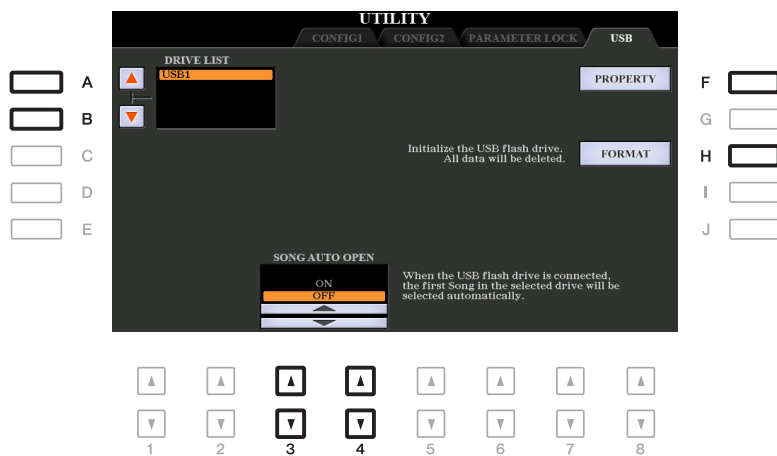 UTILITY
CONFIG1 CONFIG2 PARAMETER LOCK USB
DRIVE LIST
USB1
PROPERTY
A
B
C
D
E
F
G
H
I
J
Initialize the USB flash drive.
All data will be deleted.
FORMAT
SONG AUTO OPEN
ON
OFF
When the USB flash drive is connected,
the first Song in the selected drive will be
selected automatically.
1 2 3 4 5 6 7 8